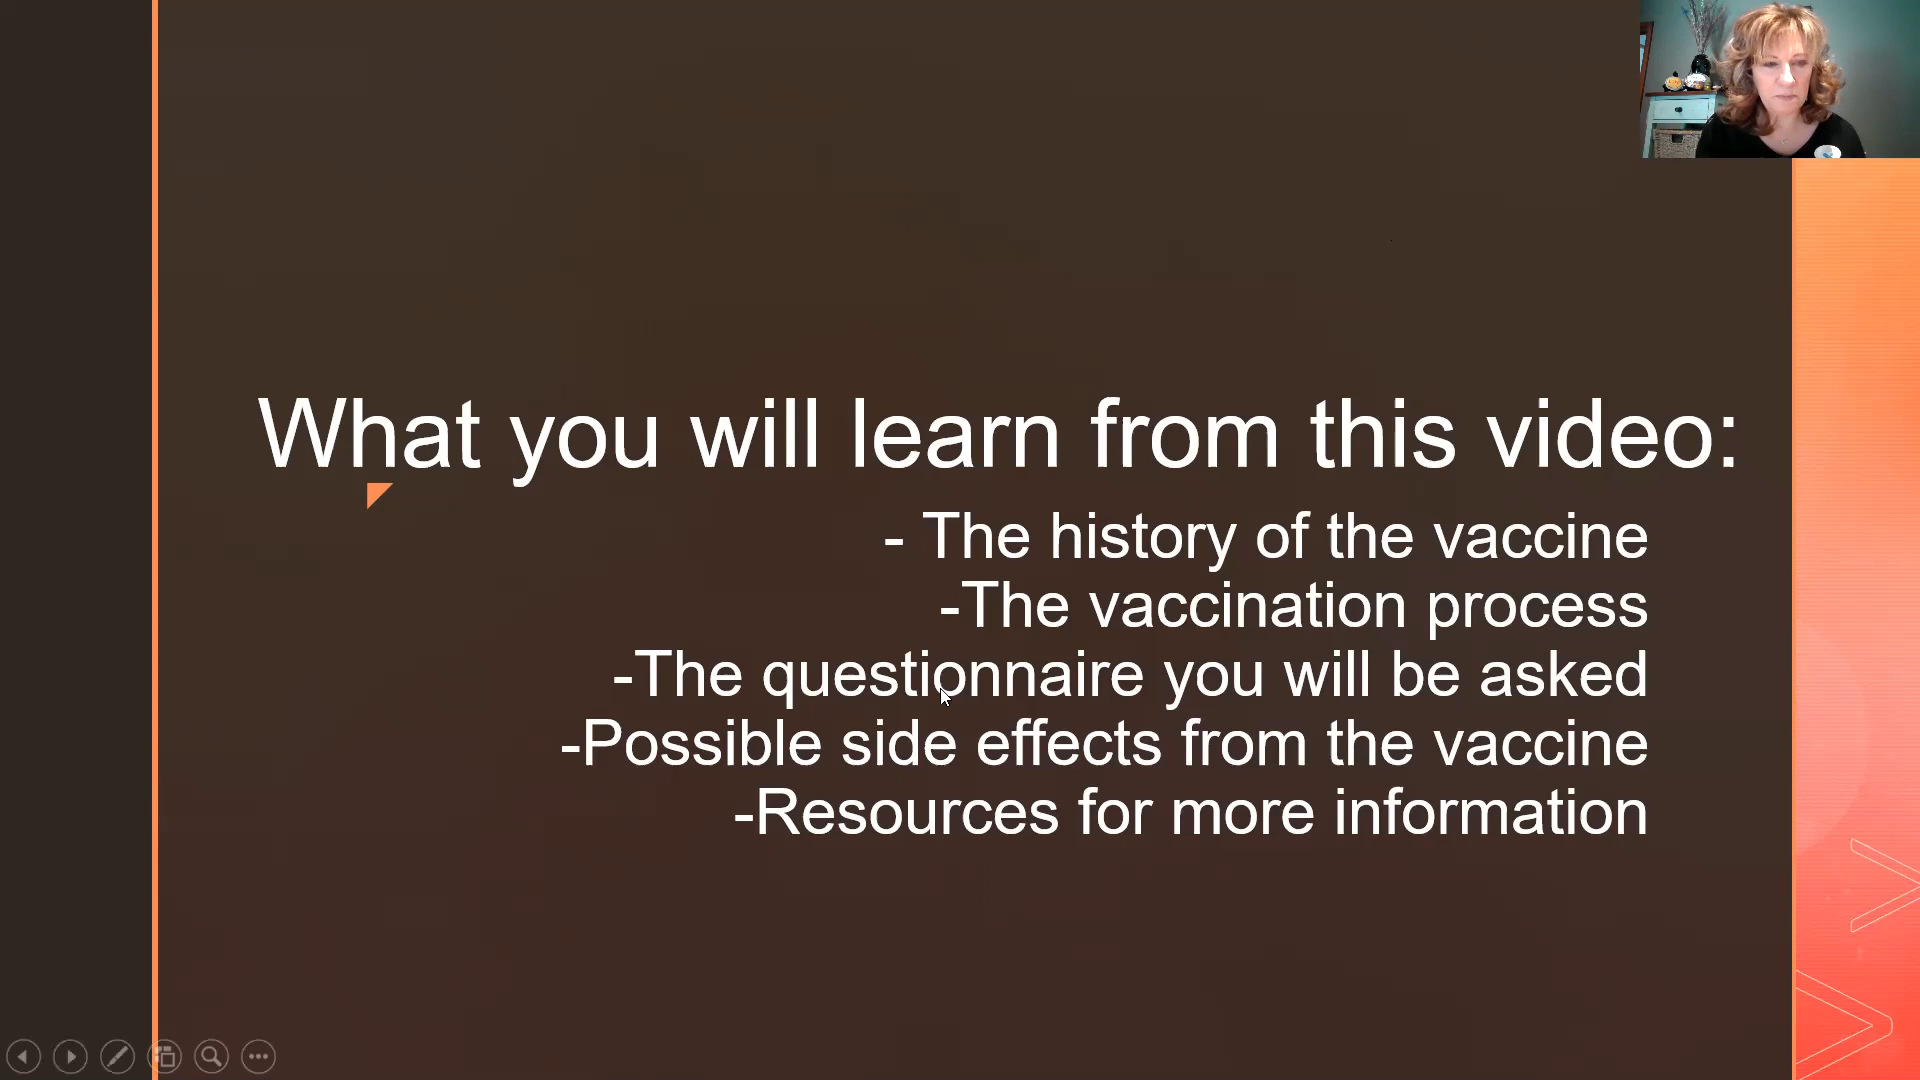 What you will learn from this video:
- The history of the vaccine
-The vaccination process
-The questionnaire you will be asked
-Possible side effects from the vaccine
-Resources for more information